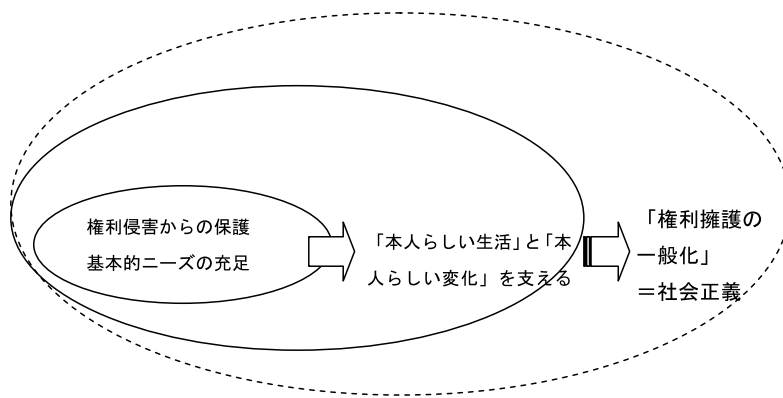 権利侵害からの保護
基本的ニーズの充足
「本人らしい生活」と「本
人らしい変化」を支える
「権利擁護の
一般化」
＝社会正義